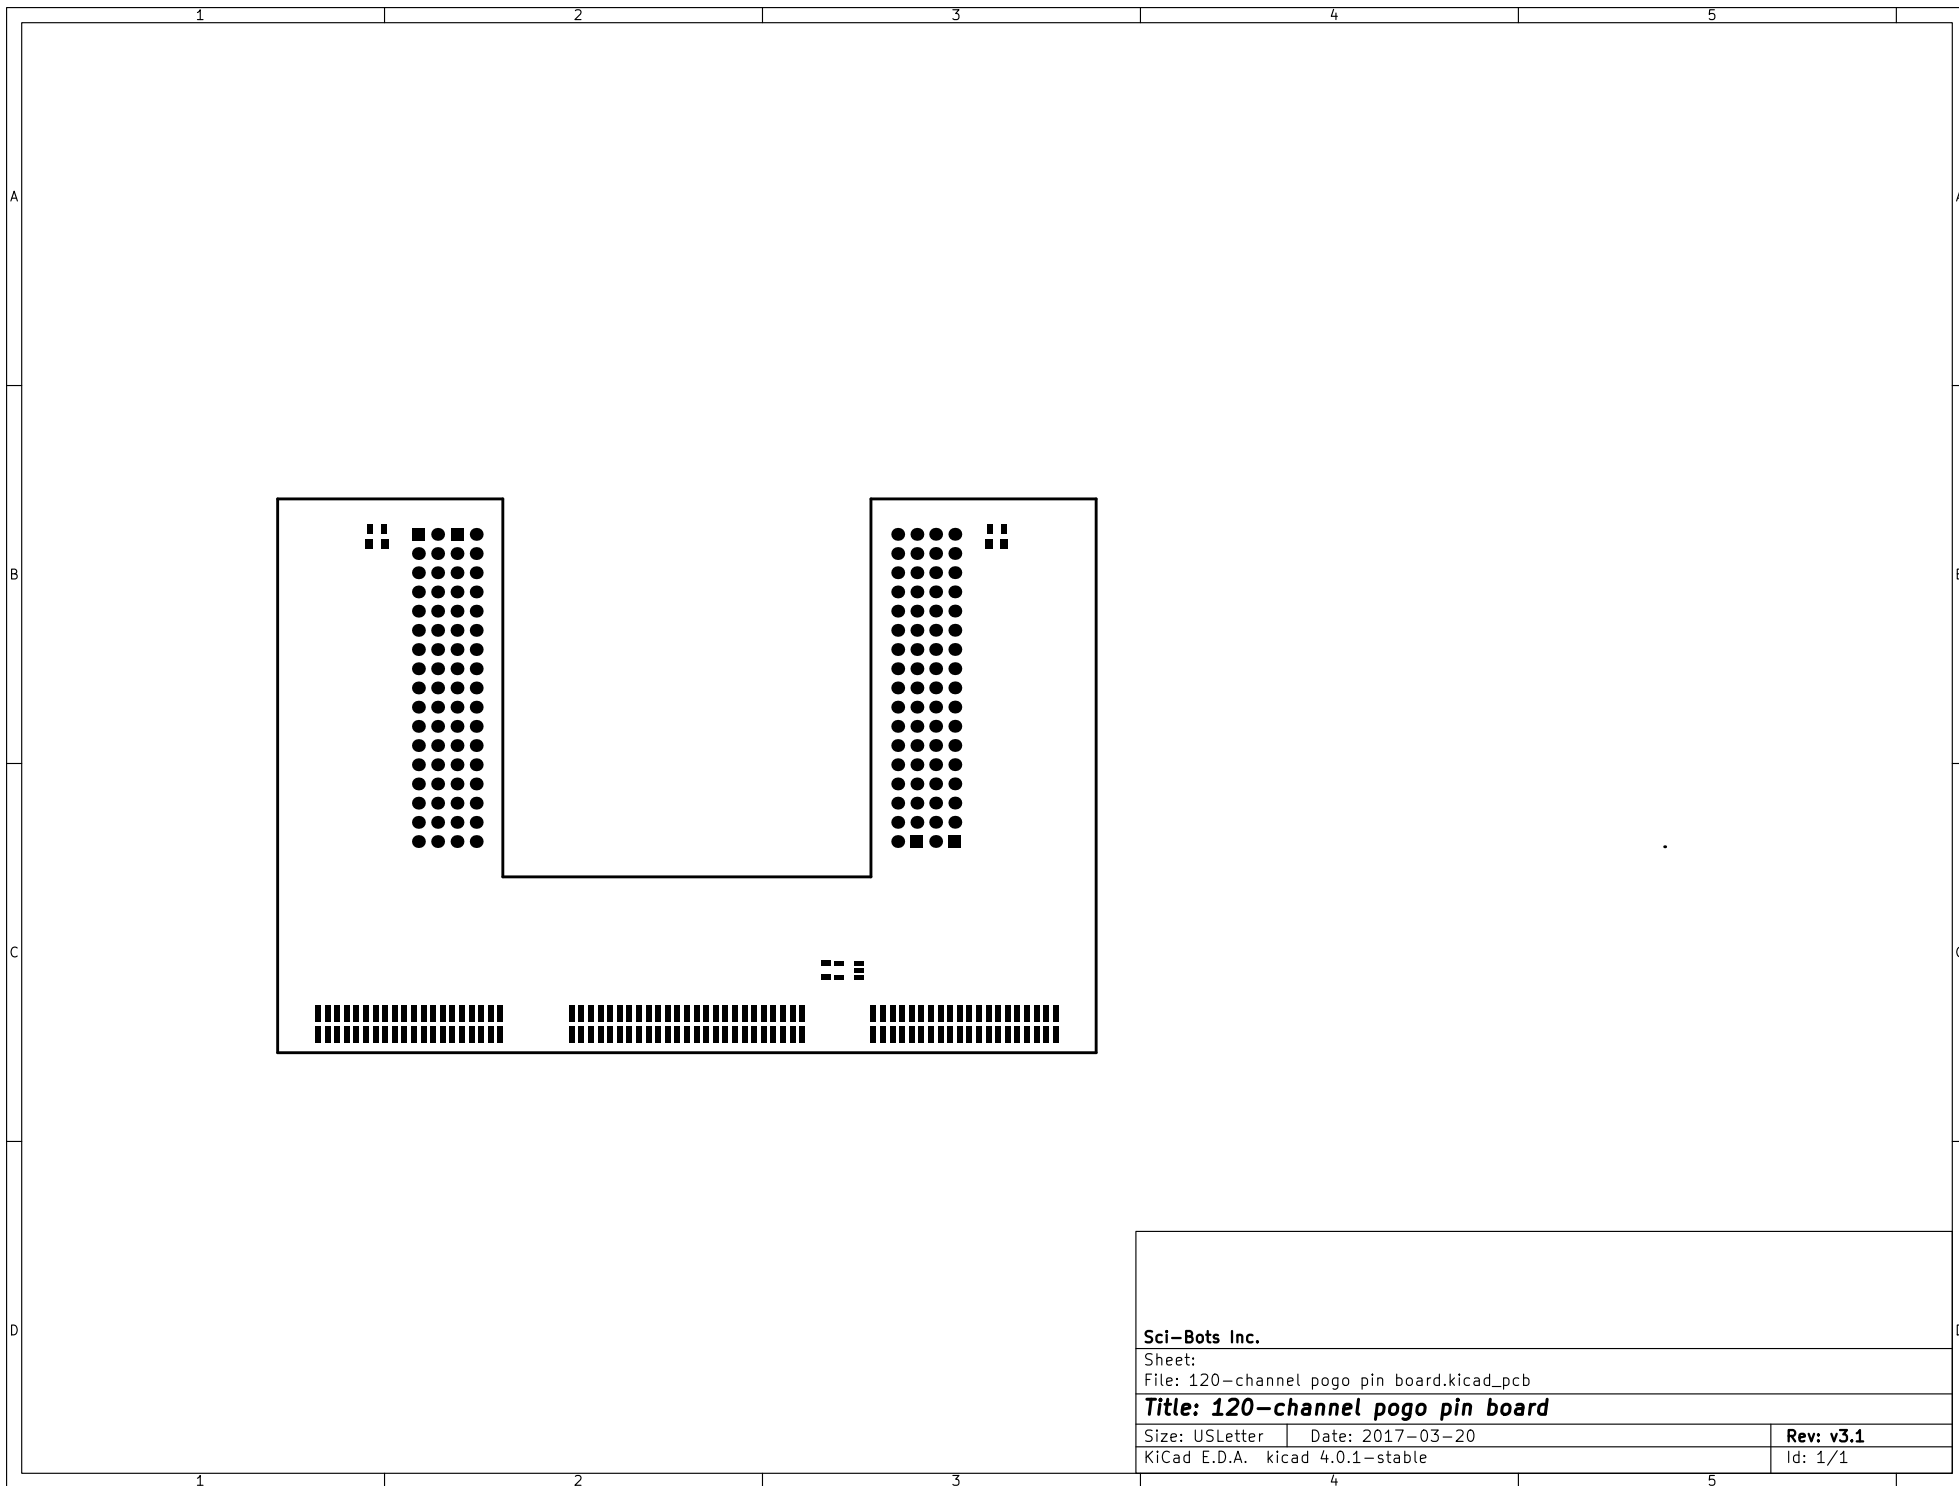 1 2 3 4 5
A A
B B
C C
D D
Sci-Bots Inc.
Sheet:
File: 120-channel pogo pin board.kicad_pcb
Title: 120-channel pogo pin board
Size: USLetter Date: 2017-03-20 Rev: v3.1
KiCad E.D.A. kicad 4.0.1-stable Id: 1/1
1 2 3 4 5